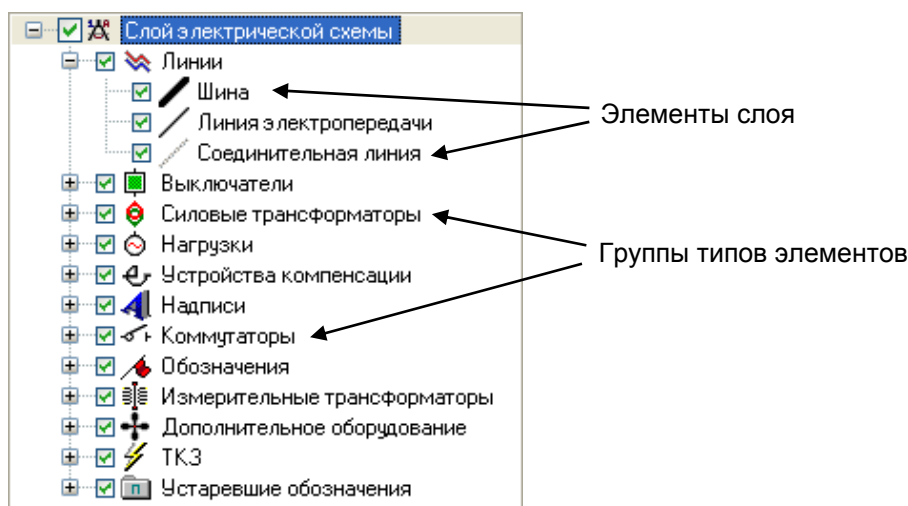 Слой электрической схемы
Линии
Шина
Линия электропередачи
Соединительная линия
Выключатели
Силовые трансформаторы
Нагрузки
Устройства компенсации
Надписи
Коммутаторы
Обозначения
Измерительные трансформаторы
Дополнительное оборудование
ТКЗ
Устаревшие обозначения
Элементы слоя
Группы типов элементов